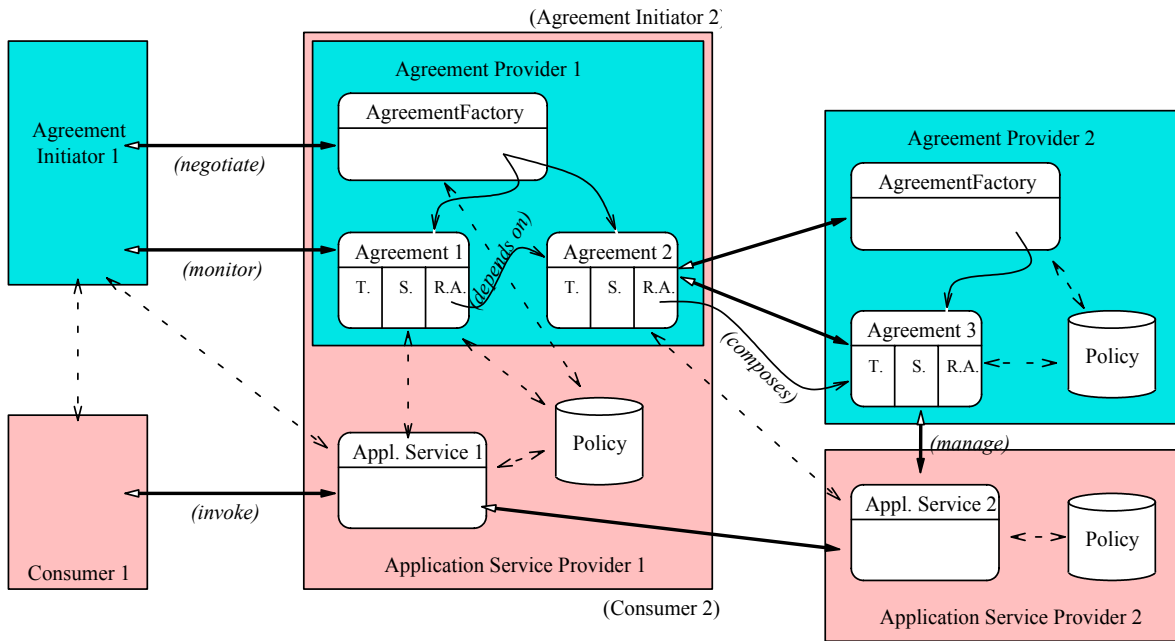 (Agreement Initiator 2)
Agreement Provider 1
AgreementFactory
Agreement
Initiator 1
(negotiate)
Agreement Provider 2
AgreementFactory
(monitor)
Agreement 1
T. S. R.A.
(depends on)
Agreement 2
T. S. R.A.
(composes)
Agreement 3
T. S. R.A.
Policy
(manage)
Appl. Service 1
Policy
(invoke)
Appl. Service 2
Policy
Consumer 1
Application Service Provider 1
(Consumer 2)
Application Service Provider 2